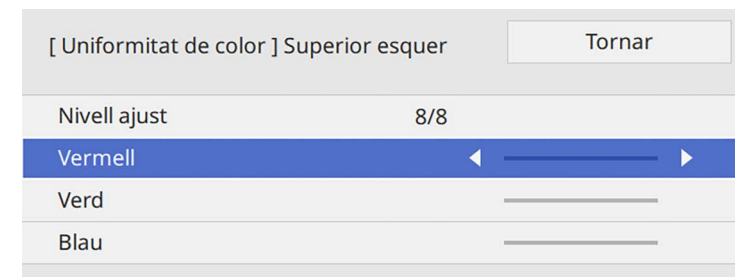 [ Uniformitat de color ] Superior esquer
Tornar
Nivell ajust 8/8
Vermell
Verd
Blau